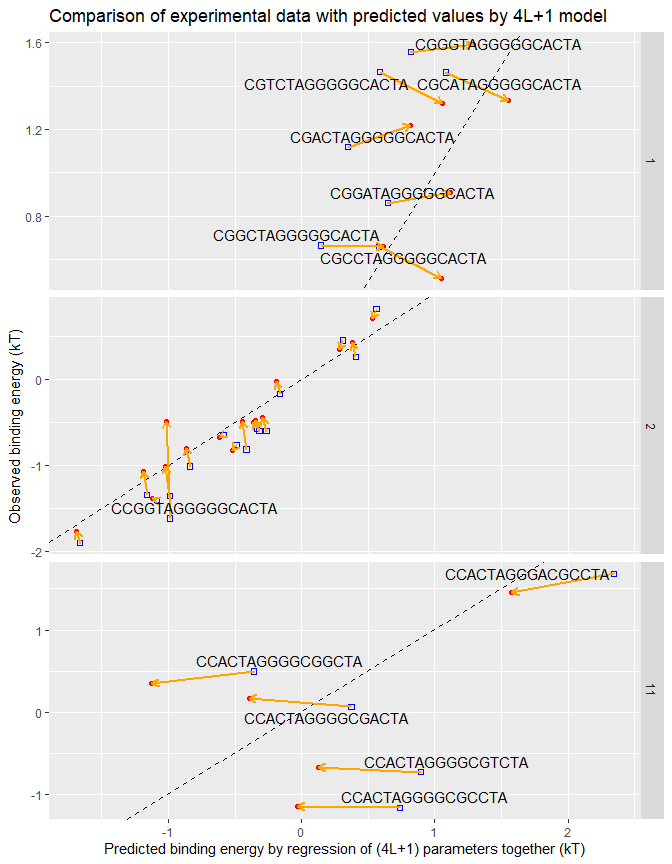 Comparison of experimental data with predicted values by 4L+1 model
1.6
CGGGTAGGGGGCACTA
CGTCTAGGGGGCACTA CGCATAGGGGGCACTA
1.2
CGACTAGGGGGCACTA
1
CGGATAGGGGGCACTA
0.8
CGGCTAGGGGGCACTA
CGCCTAGGGGGCACTA
Observed binding energy (kT)
0
2
-1
CCGGTAGGGGGCACTA
-2
CCACTAGGGACGCCTA
1
CCACTAGGGGCGGCTA
11
0
CCACTAGGGGCGACTA
CCACTAGGGGCGTCTA
CCACTAGGGGCGCCTA
-1
-1 0 1 2
Predicted binding energy by regression of (4L+1) parameters together (kT)